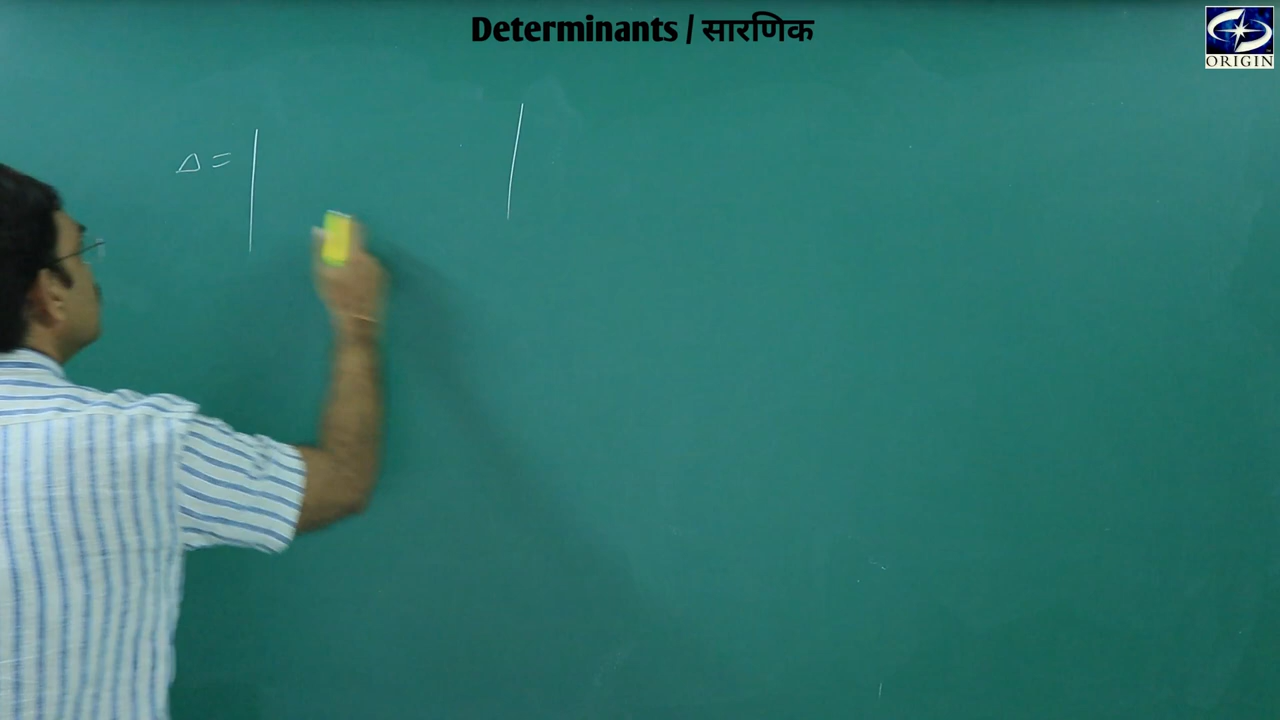 Determinants / सारणिक
ORIGIN
Δ = | |